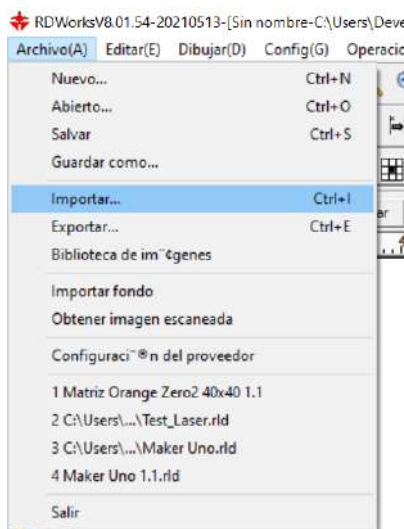 RDWorksV8.01.54-20210513-[Sin nombre-C:\Users\Deve
Archivo(A) Editar(E) Dibujar(D) Config(G) Operacio
Nuevo... Ctrl+N
Abierto... Ctrl+O
Salvar Ctrl+S
Guardar como...
Importar... Ctrl+I
ar
Exportar... Ctrl+E
Biblioteca de im¨¢genes
Importar fondo
Obtener imagen escaneada
Configuraci¨®n del proveedor
1 Matriz Orange Zero2 40x40 1.1
2 C:\Users\...\Test_Laser.rld
3 C:\Users\...\Maker Uno.rld
4 Maker Uno 1.1.rld
Salir